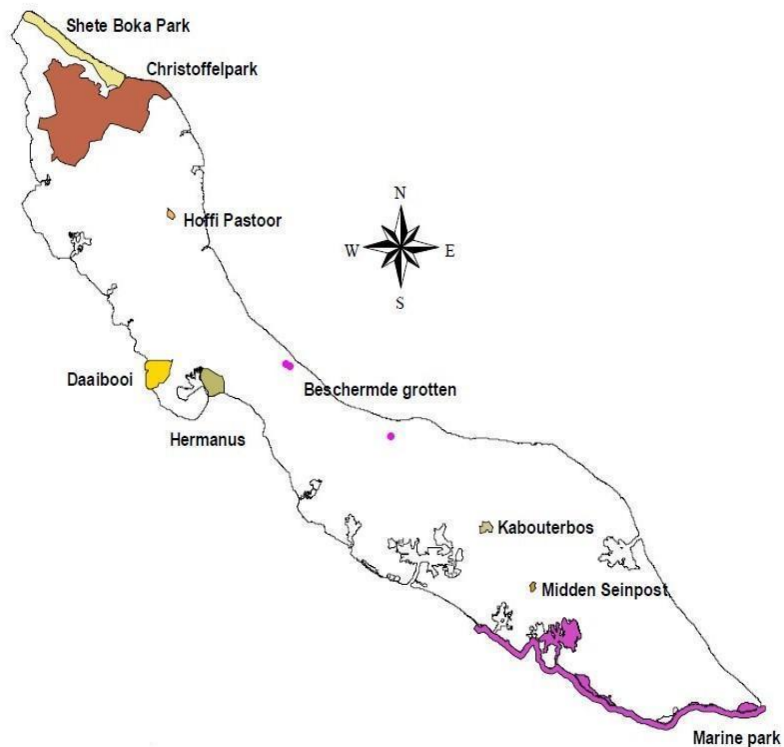 Shete Boka Park
Christoffelpark
Hoffi Pastoor
N
W
E
S
Daaibooi
Beschermde grotten
Hermanus
Kabouterbos
Midden Seinpost
Marine park